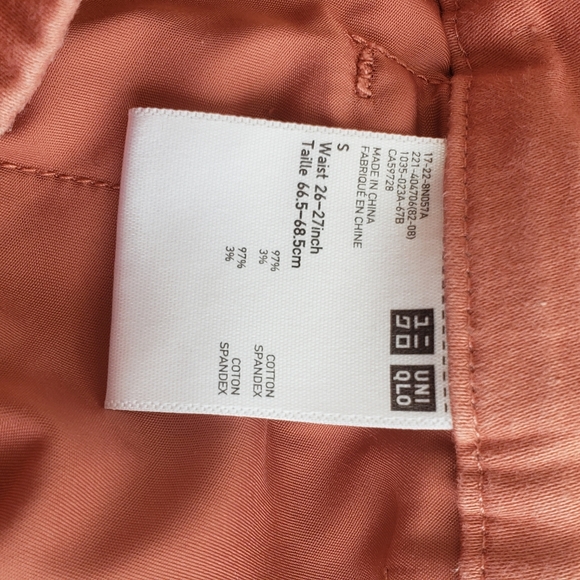 ユニ
クロ
UNI
QLO
17-22-8N057A
221-404706(82-08)
1035-023A-67B
CA59728
MADE IN CHINA
FABRIQUÉ EN CHINE
S
Waist 26–27inch
Taille 66.5–68.5cm
97% COTTON
3% SPANDEX
97% COTON
3% SPANDEX